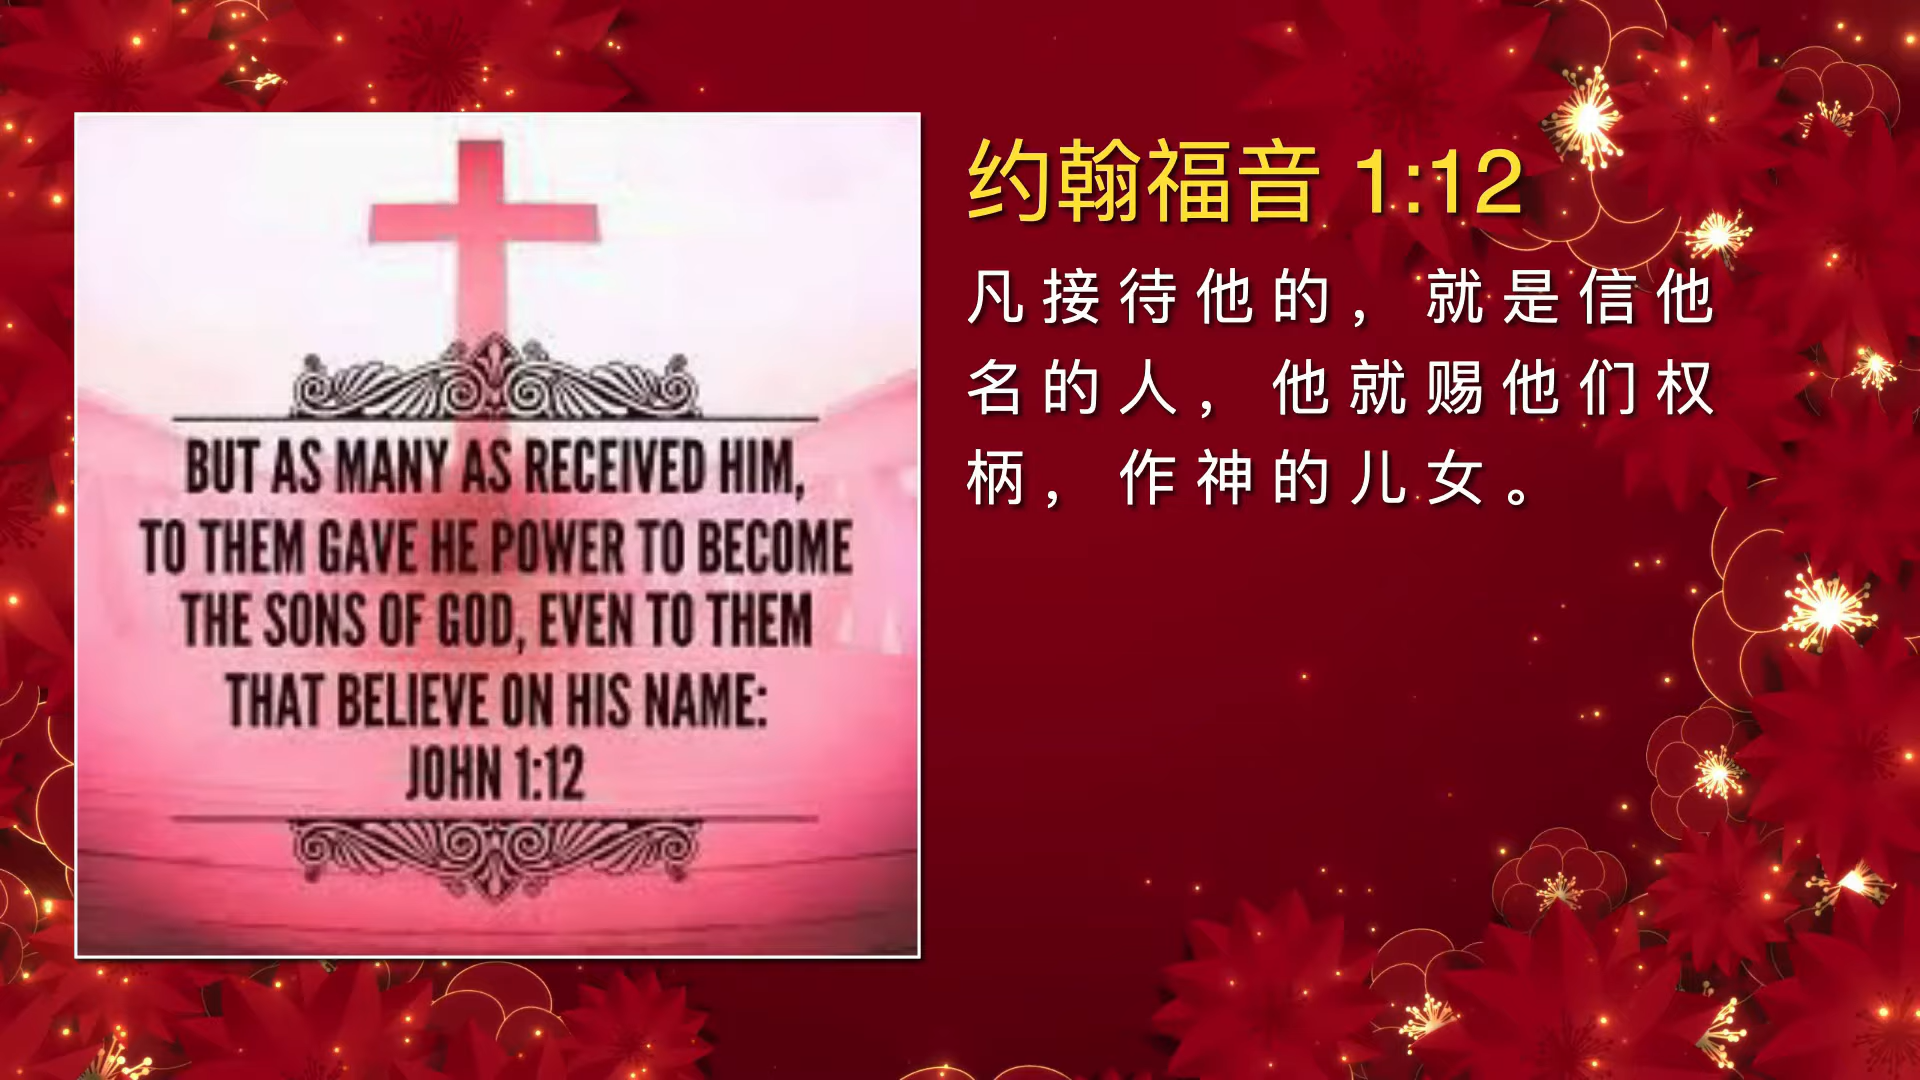 BUT AS MANY AS RECEIVED HIM,
TO THEM GAVE HE POWER TO BECOME
THE SONS OF GOD, EVEN TO THEM
THAT BELIEVE ON HIS NAME:
JOHN 1:12
约翰福音 1:12
凡接待他的，就是信他
名的人，他就赐他们权
柄，作神的儿女。